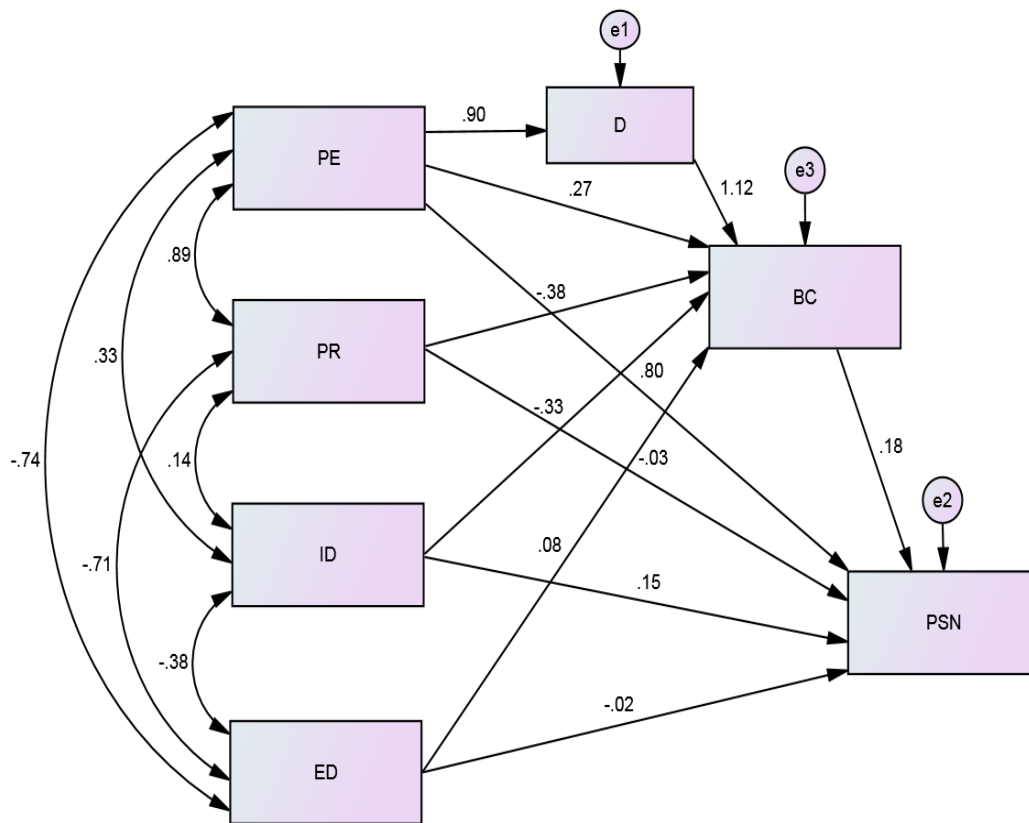 e1
D
.90
PE
e3
.27
1.12
.89
BC
-.38
PR
.33
.80
-.33
-.74
.14
-.03
.18
e2
-.71
ID
.08
.15
PSN
-.38
-.02
ED